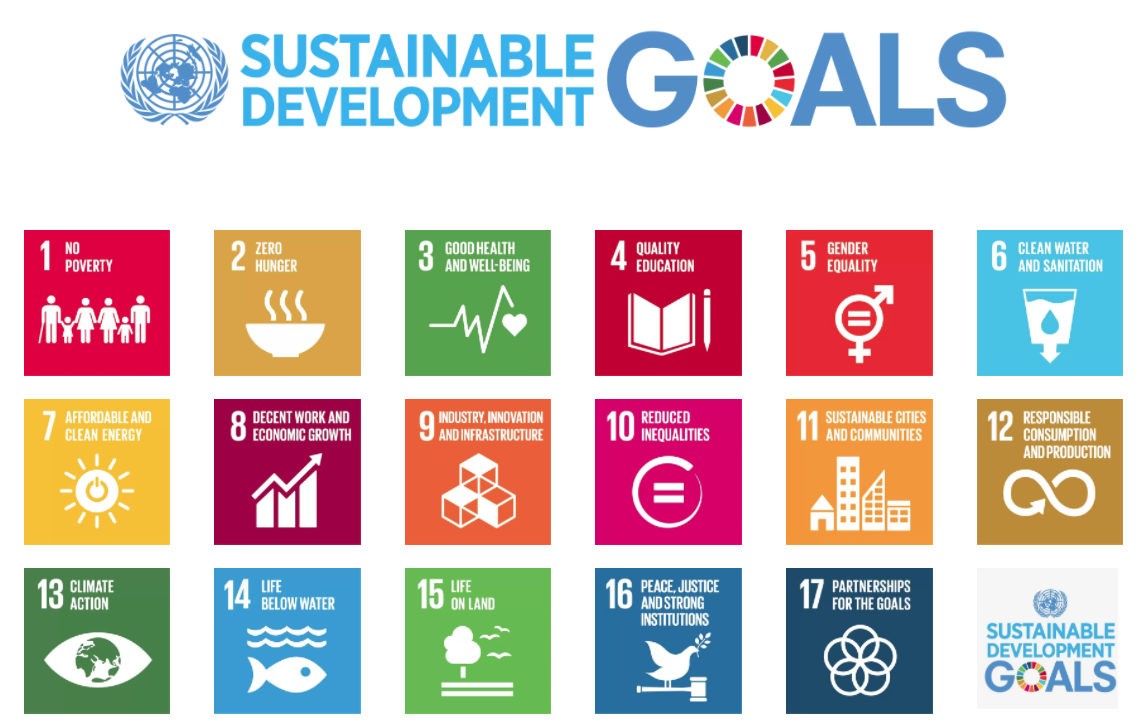 SUSTAINABLE
DEVELOPMENT
GOALS
1 NO
POVERTY
2 ZERO
HUNGER
3 GOOD HEALTH
AND WELL-BEING
4 QUALITY
EDUCATION
5 GENDER
EQUALITY
6 CLEAN WATER
AND SANITATION
7 AFFORDABLE AND
CLEAN ENERGY
8 DECENT WORK AND
ECONOMIC GROWTH
9 INDUSTRY, INNOVATION
AND INFRASTRUCTURE
10 REDUCED
INEQUALITIES
11 SUSTAINABLE CITIES
AND COMMUNITIES
12 RESPONSIBLE
CONSUMPTION
AND PRODUCTION
13 CLIMATE
ACTION
14 LIFE
BELOW WATER
15 LIFE
ON LAND
16 PEACE, JUSTICE
AND STRONG
INSTITUTIONS
17 PARTNERSHIPS
FOR THE GOALS
SUSTAINABLE
DEVELOPMENT
GOALS